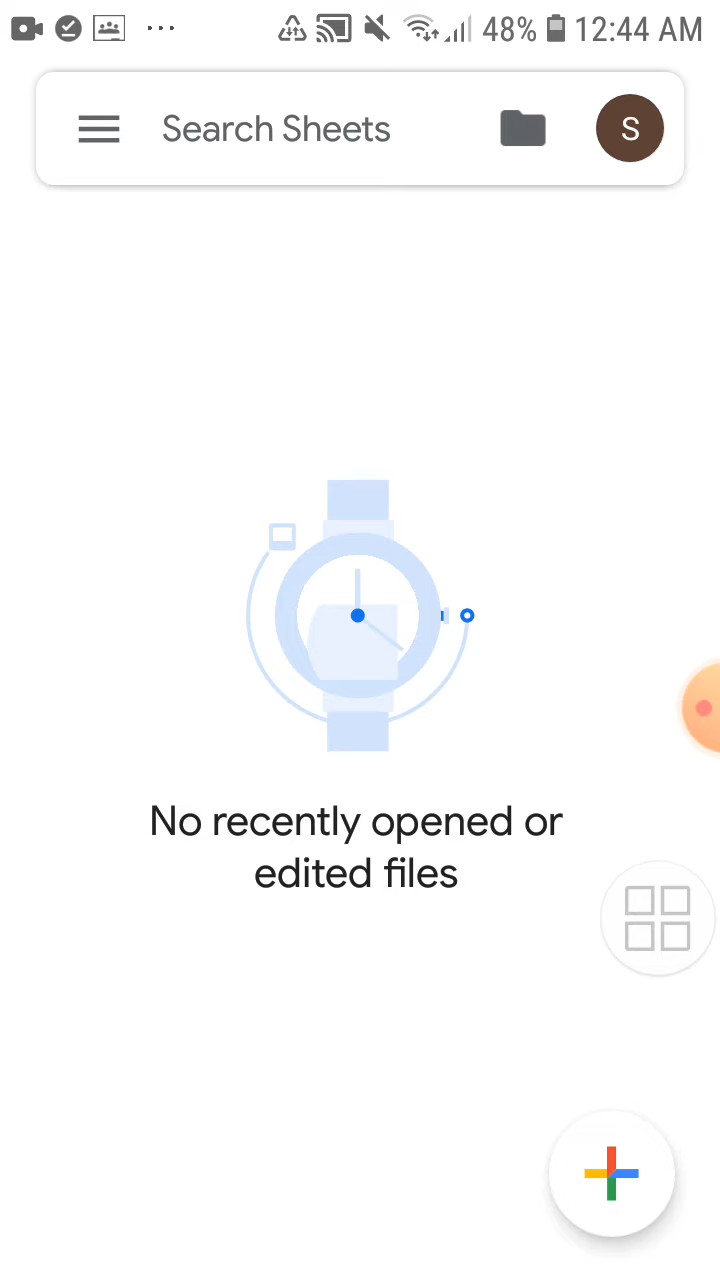 48% 12:44 AM
Search Sheets
S
No recently opened or
edited files